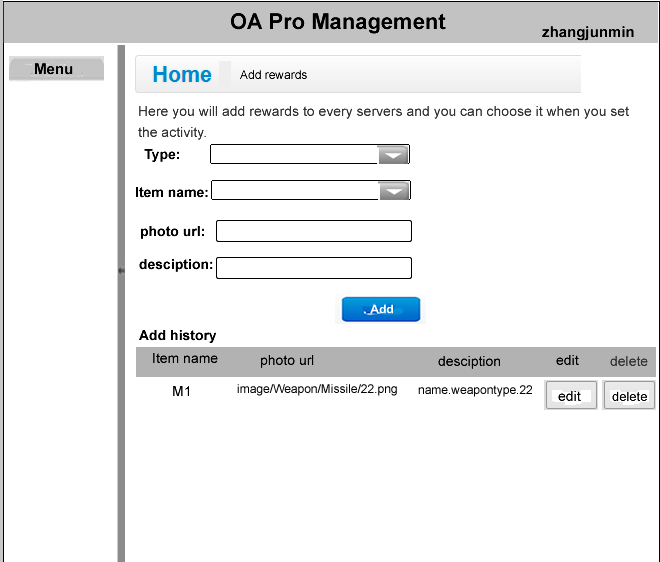 OA Pro Management
zhangjunmin
Menu
Home Add rewards
Here you will add rewards to every servers and you can choose it when you set
the activity.
Type:
Item name:
photo url:
desciption:
Add
Add history
Item name photo url desciption edit delete
M1 image/Weapon/Missile/22.png name.weapontype.22 edit delete